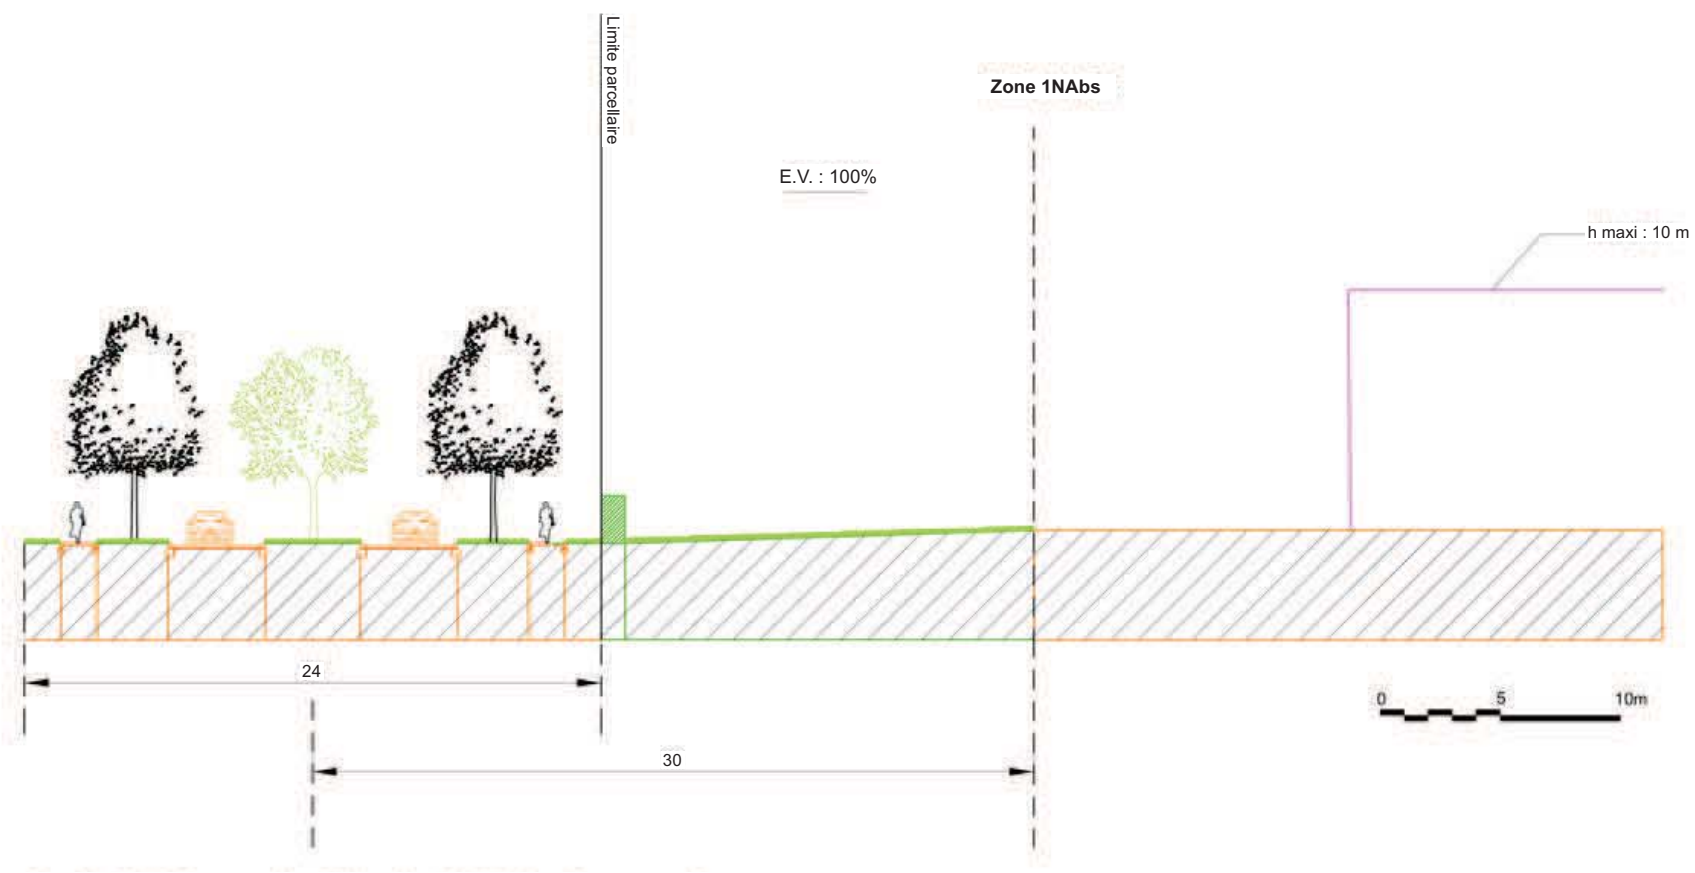 Limite parcellaire
Zone 1NAbs
E.V. : 100%
h maxi : 10 m
24
0 5 10m
30